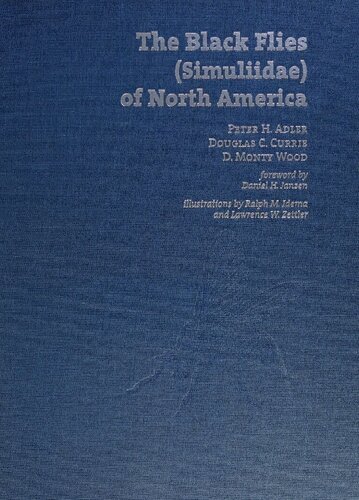 The Black Flies
(Simuliidae)
of North America
PETER H. ADLER
DOUGLAS C. CURRIE
D. MONTY WOOD
foreword by
Daniel H. Janzen
illustrations by Ralph M. Idema
and Lawrence W. Zettler